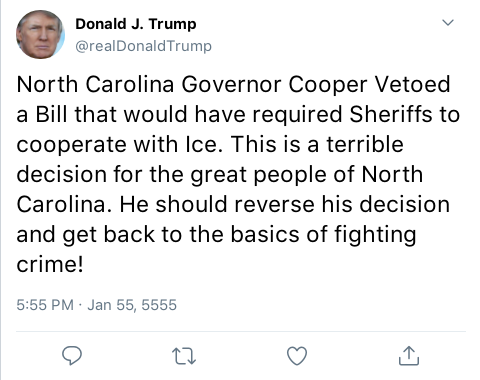 Donald J. Trump
@realDonaldTrump
North Carolina Governor Cooper Vetoed
a Bill that would have required Sheriffs to
cooperate with Ice. This is a terrible
decision for the great people of North
Carolina. He should reverse his decision
and get back to the basics of fighting
crime!
5:55 PM · Jan 55, 5555